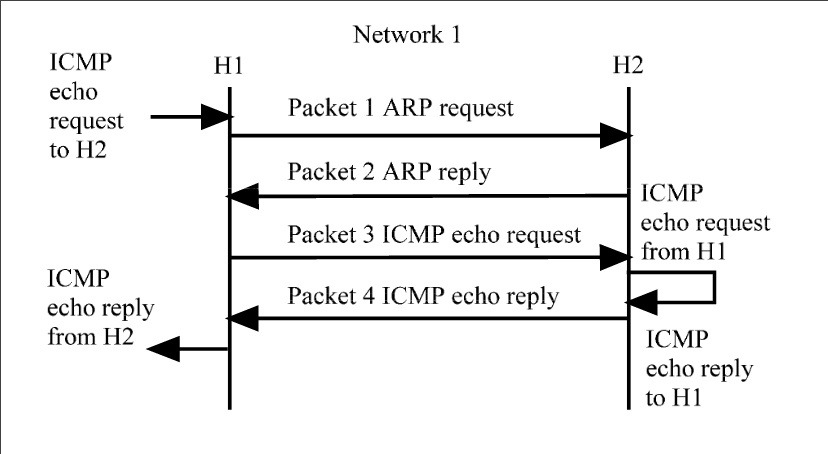 Network 1
ICMP
echo
request
to H2
H1
H2
Packet 1 ARP request
Packet 2 ARP reply
ICMP
echo request
from H1
Packet 3 ICMP echo request
ICMP
echo reply
from H2
Packet 4 ICMP echo reply
ICMP
echo reply
to H1